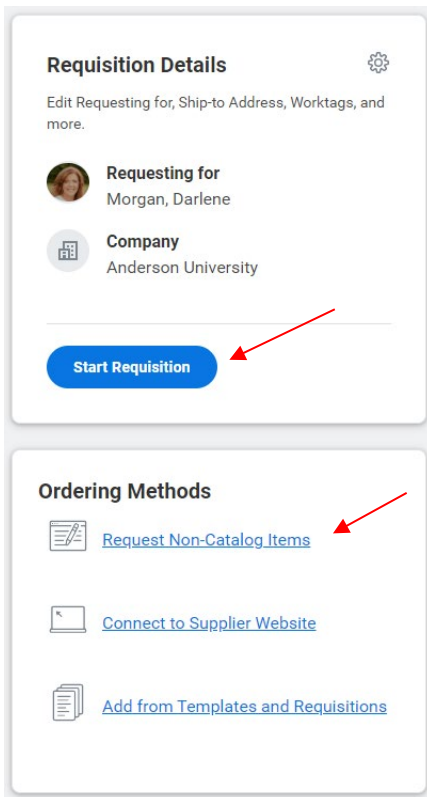 Requisition Details
Edit Requesting for, Ship-to Address, Worktags, and
more.
Requesting for
Morgan, Darlene
Company
Anderson University
Start Requisition
Ordering Methods
Request Non-Catalog Items
Connect to Supplier Website
Add from Templates and Requisitions